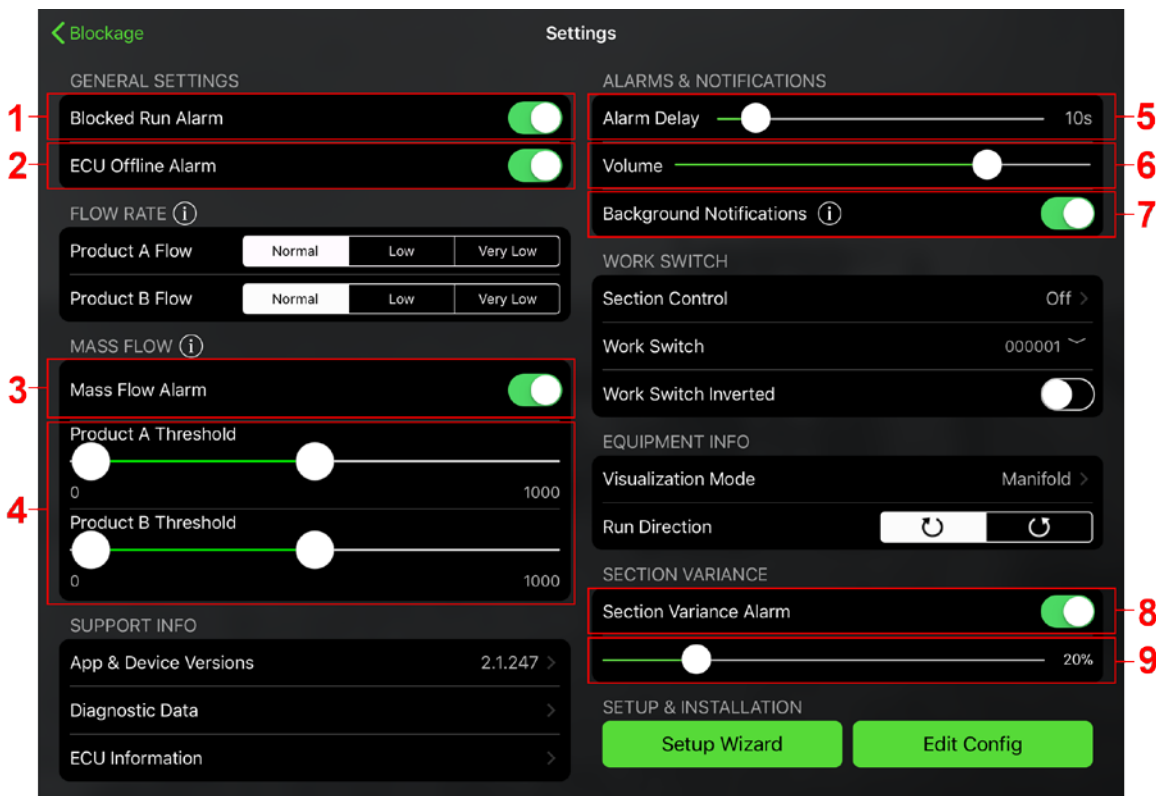 Blockage
Settings
GENERAL SETTINGS
1
Blocked Run Alarm
2
ECU Offline Alarm
FLOW RATE i
Product A Flow Normal Low Very Low
Product B Flow Normal Low Very Low
MASS FLOW i
3
Mass Flow Alarm
4
Product A Threshold
0 1000
Product B Threshold
0 1000
SUPPORT INFO
App & Device Versions 2.1.247
Diagnostic Data
ECU Information
ALARMS & NOTIFICATIONS
Alarm Delay 10s
5
Volume
6
Background Notifications i
7
WORK SWITCH
Section Control Off
Work Switch 000001
Work Switch Inverted
EQUIPMENT INFO
Visualization Mode Manifold
Run Direction
SECTION VARIANCE
Section Variance Alarm
8
20%
9
SETUP & INSTALLATION
Setup Wizard Edit Config